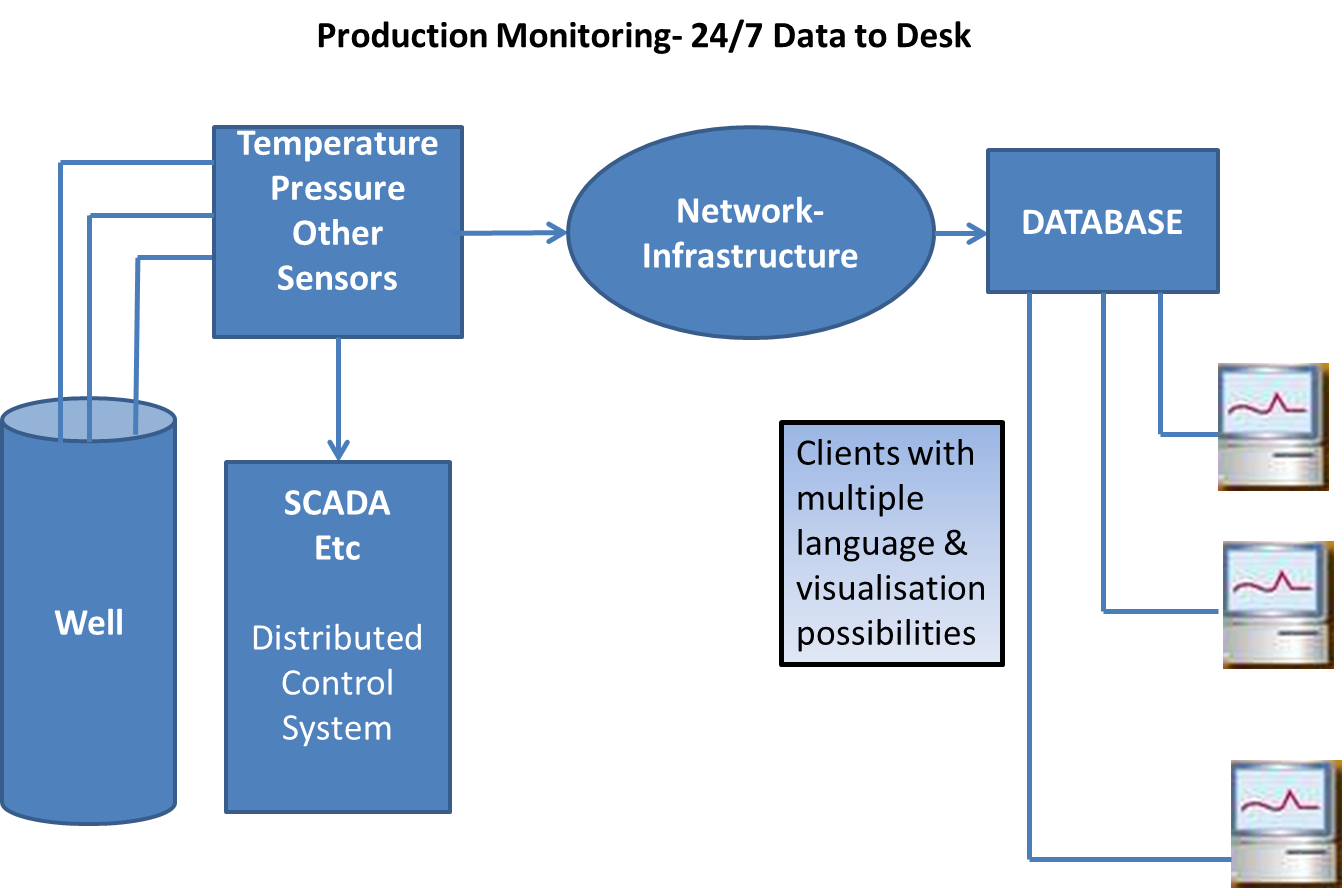 Production Monitoring- 24/7 Data to Desk
Temperature
Pressure
Other
Sensors
Network-
Infrastructure
DATABASE
Well
SCADA
Etc
Distributed
Control
System
Clients with
multiple
language &
visualisation
possibilities